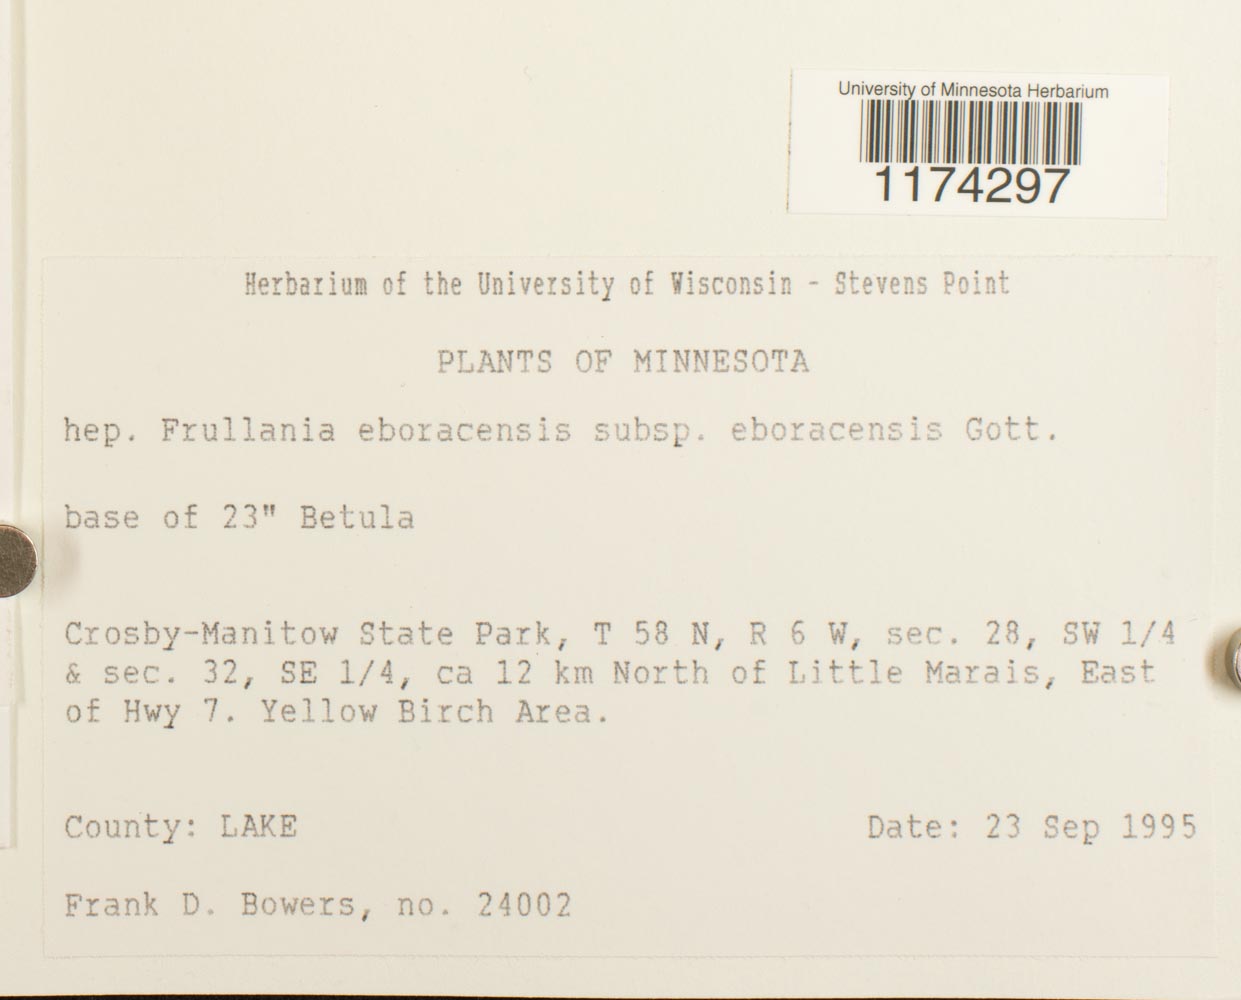 University of Minnesota Herbarium
1174297
Herbarium of the University of Wisconsin - Stevens Point
PLANTS OF MINNESOTA
hep. Frullania eboracensis subsp. eboracensis Gott.
base of 23" Betula
Crosby-Manitow State Park, T 58 N, R 6 W, sec. 28, SW 1/4
& sec. 32, SE 1/4, ca 12 km North of Little Marais, East
of Hwy 7. Yellow Birch Area.
County: LAKE
Date: 23 Sep 1995
Frank D. Bowers, no. 24002